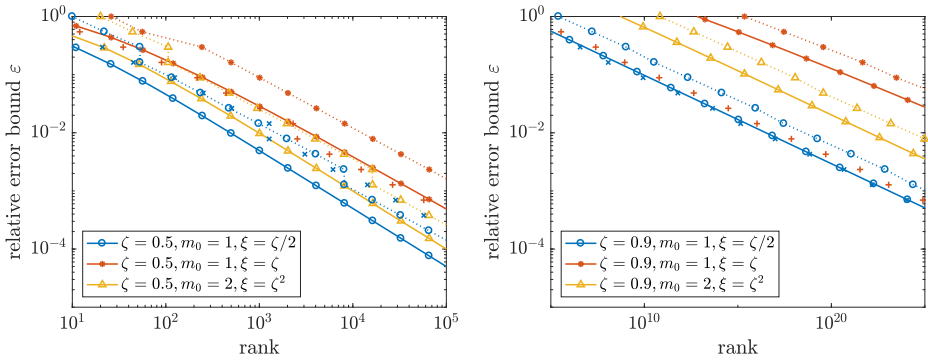 relative error bound ε
10^0
10^{-2}
10^{-4}
ζ = 0.5, m_0 = 1, ξ = ζ/2
ζ = 0.5, m_0 = 1, ξ = ζ
ζ = 0.5, m_0 = 2, ξ = ζ^2
10^1 10^2 10^3 10^4 10^5
rank
relative error bound ε
10^0
10^{-2}
10^{-4}
ζ = 0.9, m_0 = 1, ξ = ζ/2
ζ = 0.9, m_0 = 1, ξ = ζ
ζ = 0.9, m_0 = 2, ξ = ζ^2
10^{10} 10^{20}
rank